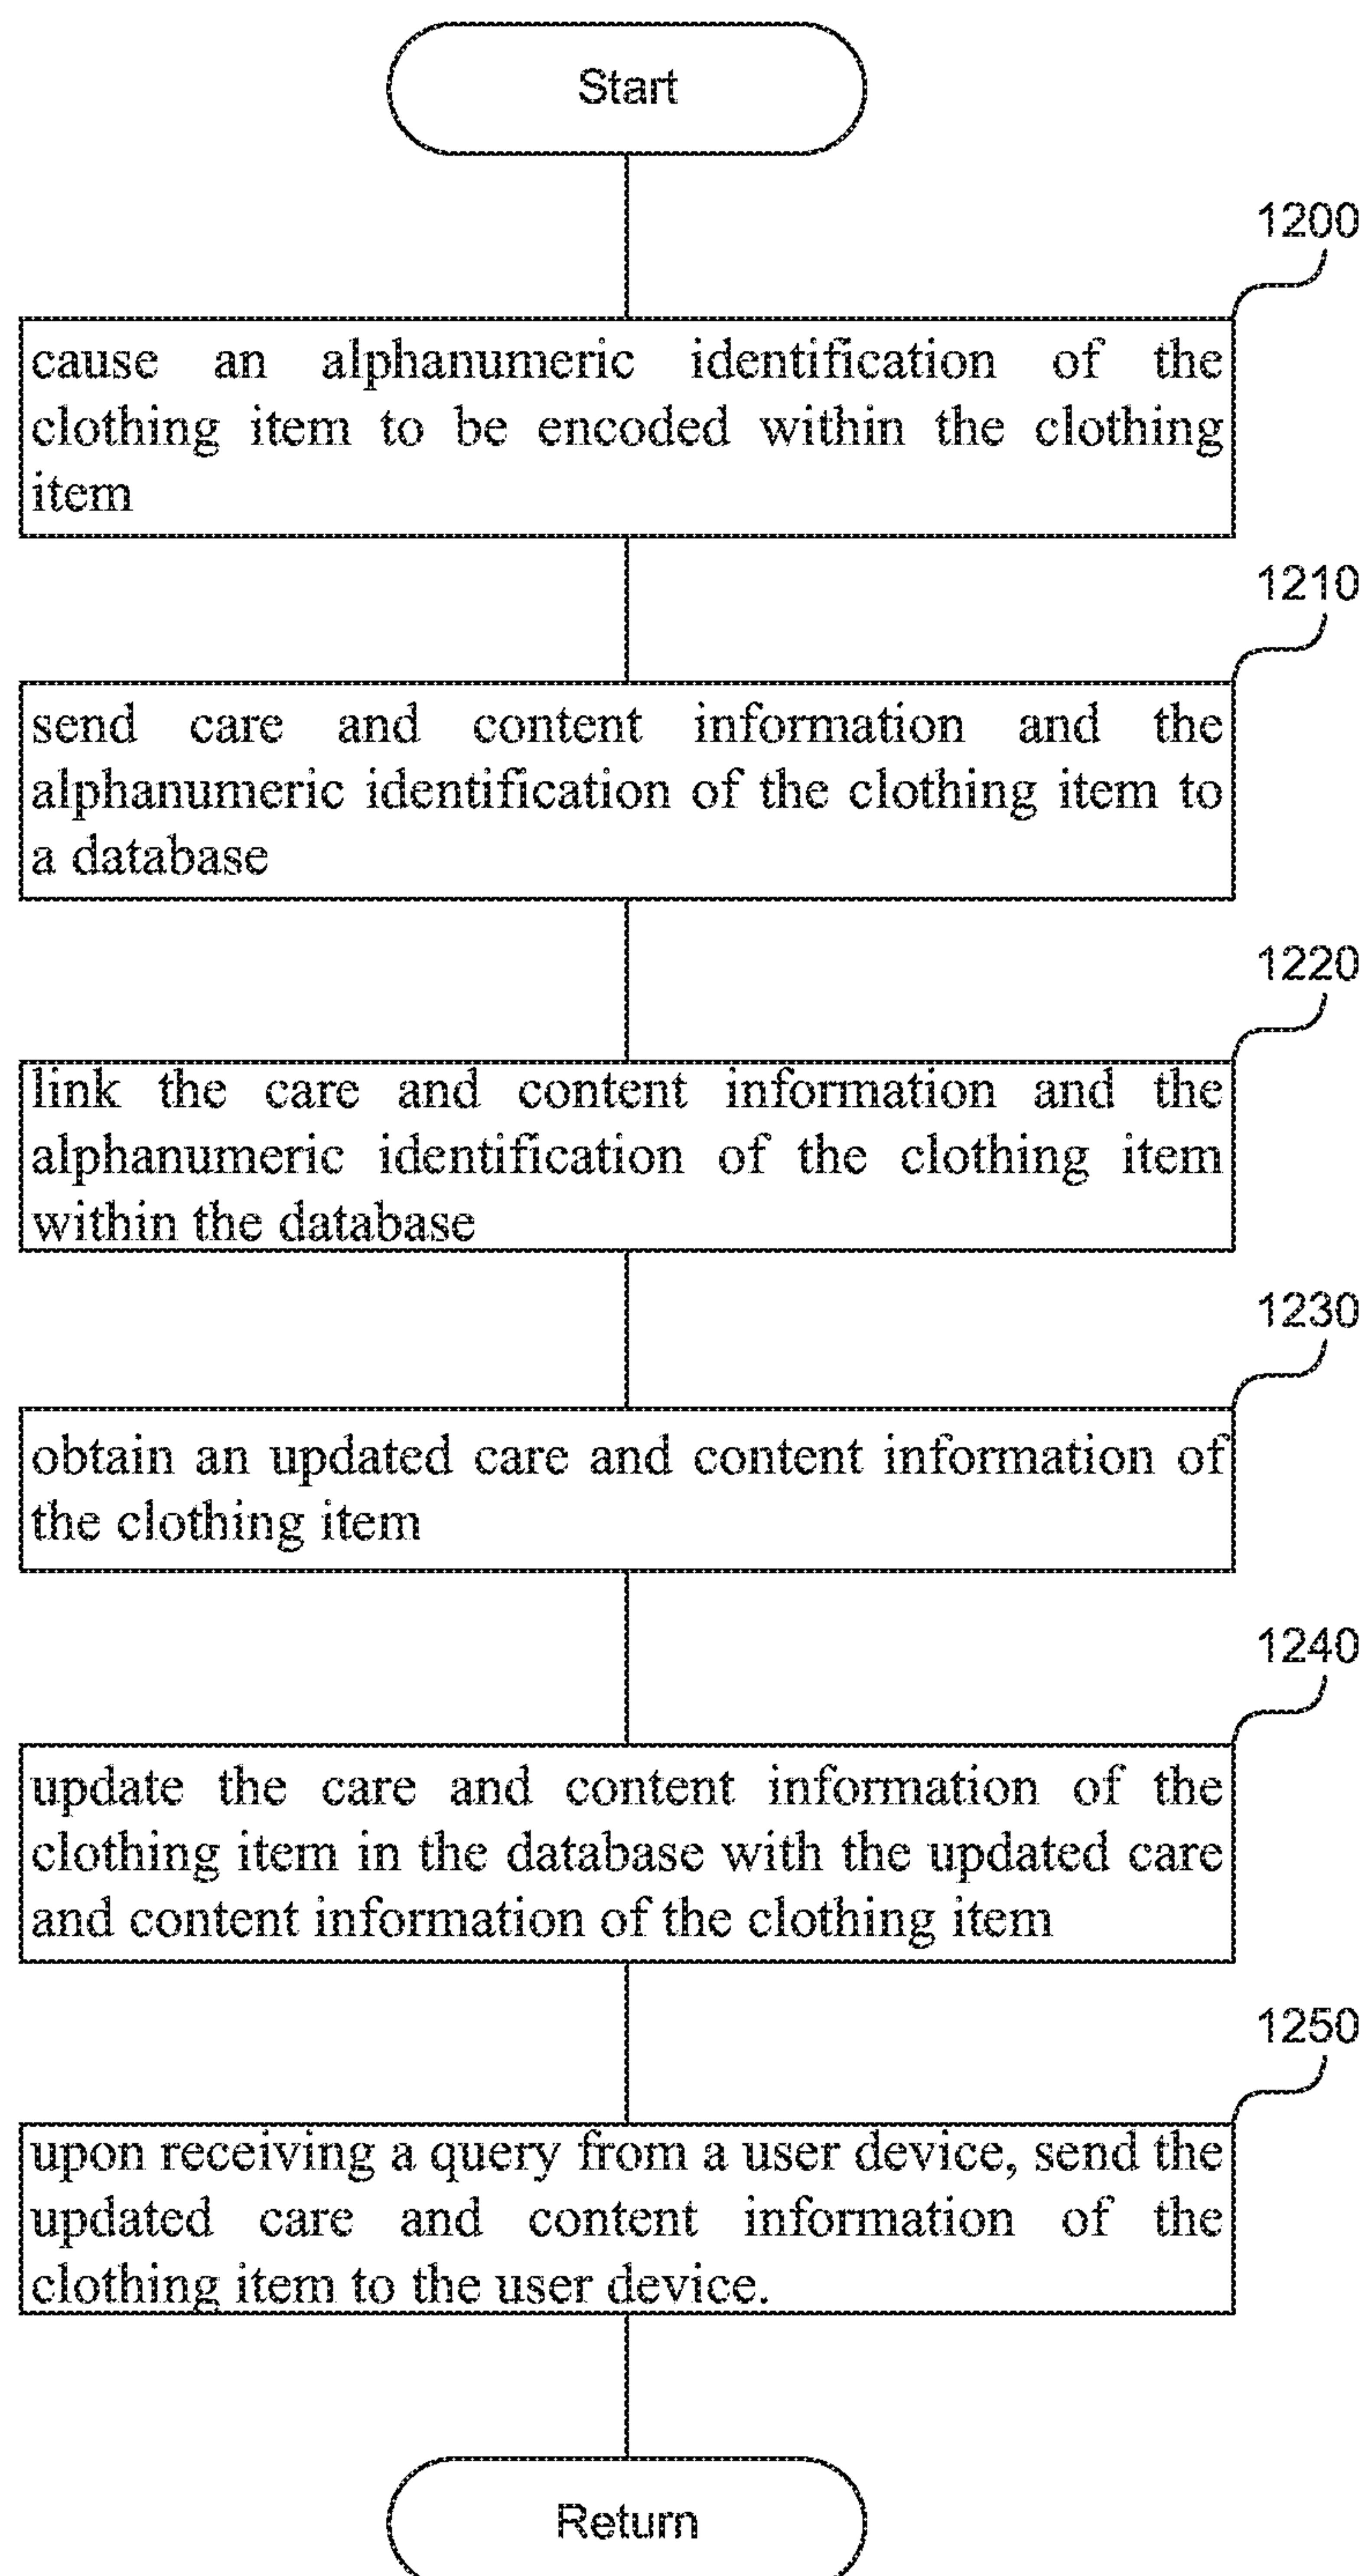 Start
1200
cause an alphanumeric identification of the
clothing item to be encoded within the clothing
item
1210
send care and content information and the
alphanumeric identification of the clothing item to
a database
1220
link the care and content information and the
alphanumeric identification of the clothing item
within the database
1230
obtain an updated care and content information of
the clothing item
1240
update the care and content information of the
clothing item in the database with the updated care
and content information of the clothing item
1250
upon receiving a query from a user device, send the
updated care and content information of the
clothing item to the user device.
Return